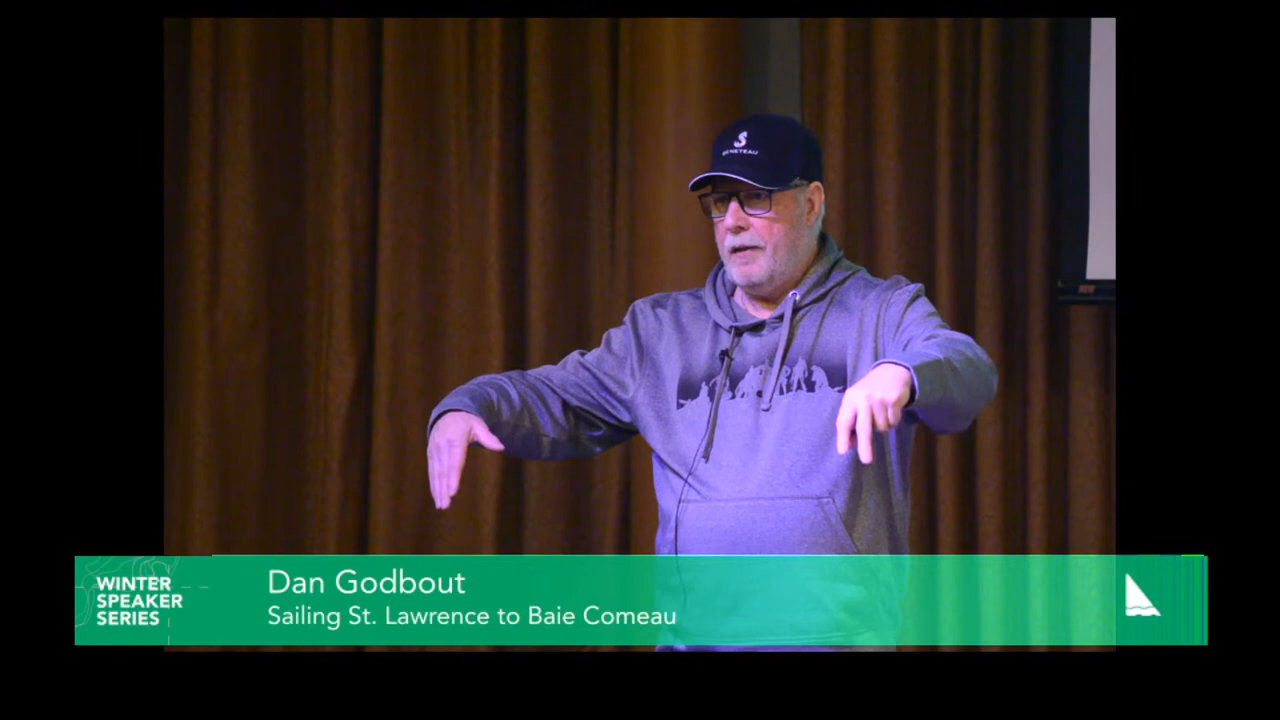 BENETEAU
WINTER
SPEAKER
SERIES
Dan Godbout
Sailing St. Lawrence to Baie Comeau